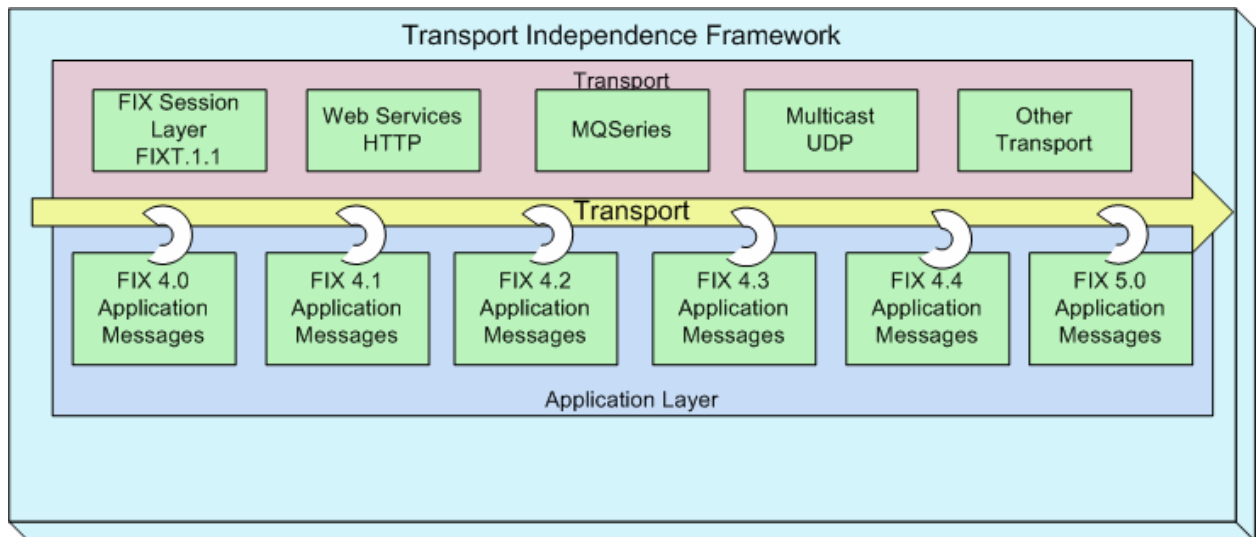 Transport Independence Framework
Transport
FIX Session
Layer
FIXT.1.1
Web Services
HTTP
MQSeries
Multicast
UDP
Other
Transport
Transport
FIX 4.0
Application
Messages
FIX 4.1
Application
Messages
FIX 4.2
Application
Messages
FIX 4.3
Application
Messages
FIX 4.4
Application
Messages
FIX 5.0
Application
Messages
Application Layer